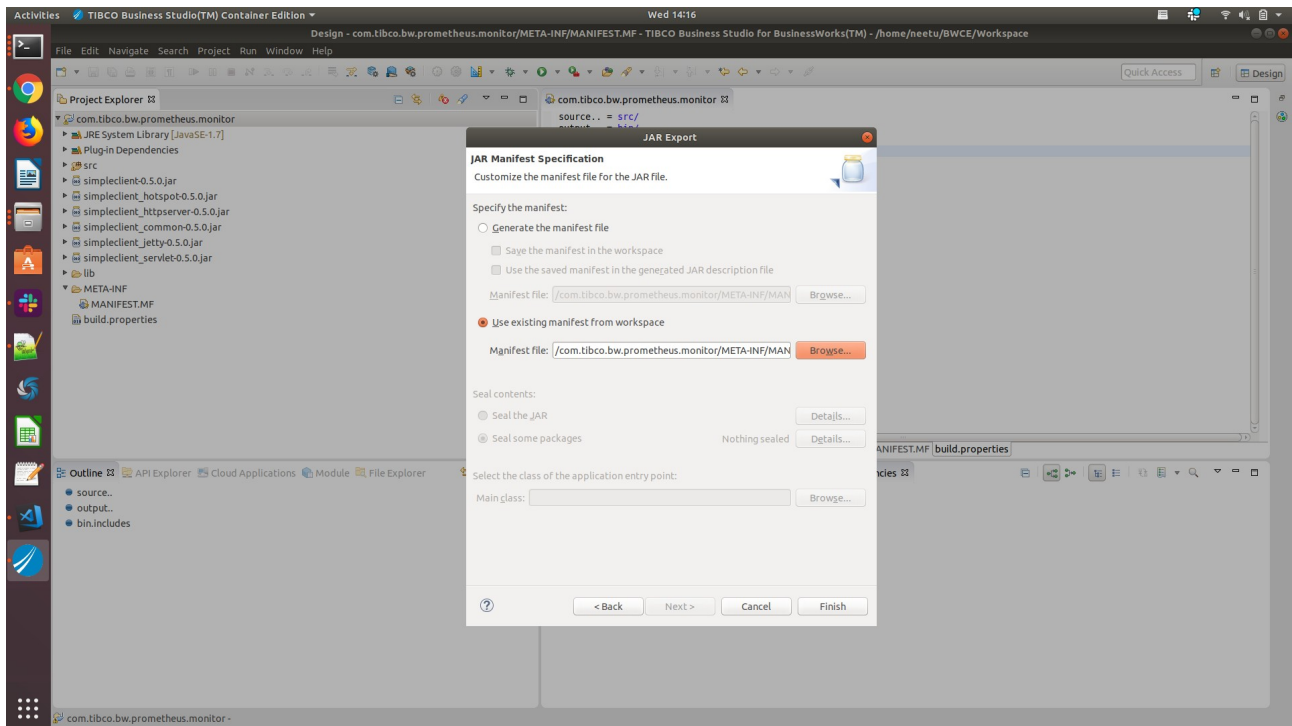 Activities TIBCO Business Studio(TM) Container Edition Wed 14:16
Design - com.tibco.bw.prometheus.monitor/META-INF/MANIFEST.MF - TIBCO Business Studio for BusinessWorks(TM) - /home/neetu/BWCE/Workspace
File Edit Navigate Search Project Run Window Help
Quick Access Design
Project Explorer
com.tibco.bw.prometheus.monitor
JRE System Library [JavaSE-1.7]
Plug-in Dependencies
src
simpleclient-0.5.0.jar
simpleclient_hotspot-0.5.0.jar
simpleclient_httpserver-0.5.0.jar
simpleclient_common-0.5.0.jar
simpleclient_jetty-0.5.0.jar
simpleclient_servlet-0.5.0.jar
lib
META-INF
MANIFEST.MF
build.properties
com.tibco.bw.prometheus.monitor
source.. = src/
JAR Export
JAR Manifest Specification
Customize the manifest file for the JAR file.
Specify the manifest:
Generate the manifest file
Save the manifest in the workspace
Use the saved manifest in the generated JAR description file
Manifest file: /com.tibco.bw.prometheus.monitor/META-INF/MAN Browse...
Use existing manifest from workspace
Manifest file: /com.tibco.bw.prometheus.monitor/META-INF/MAN Browse...
Seal contents:
Seal the JAR Details...
Seal some packages Nothing sealed Details...
Select the class of the application entry point:
Main class: Browse...
< Back Next > Cancel Finish
ANIFEST.MF build.properties
Outline API Explorer Cloud Applications Module File Explorer
ncies
source..
output..
bin.includes
com.tibco.bw.prometheus.monitor -